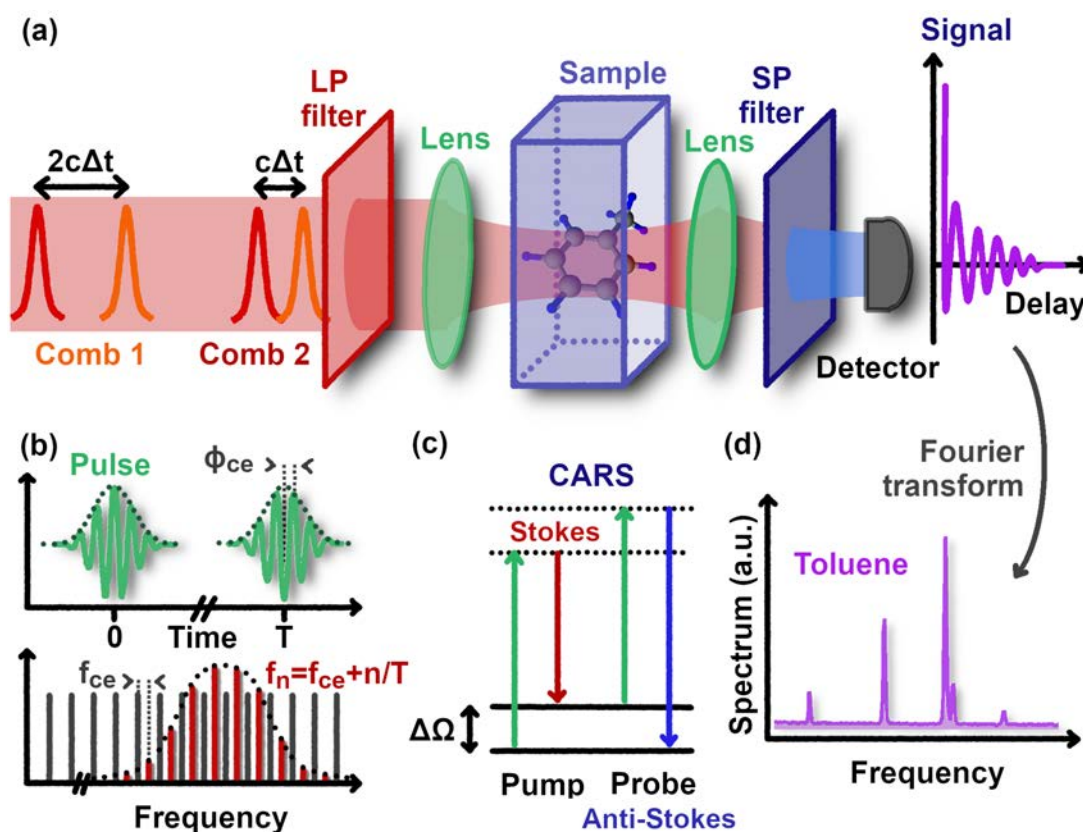 (a)
Signal
LP
filter
Sample
SP
filter
Lens
Lens
2cΔt
cΔt
Comb 1
Comb 2
Detector
Delay
(b)
Pulse
ϕce
0
Time
T
fce
fn=fce+n/T
Frequency
(c)
CARS
Stokes
ΔΩ
Pump
Probe
Anti-Stokes
(d)
Fourier
transform
Toluene
Spectrum (a.u.)
Frequency